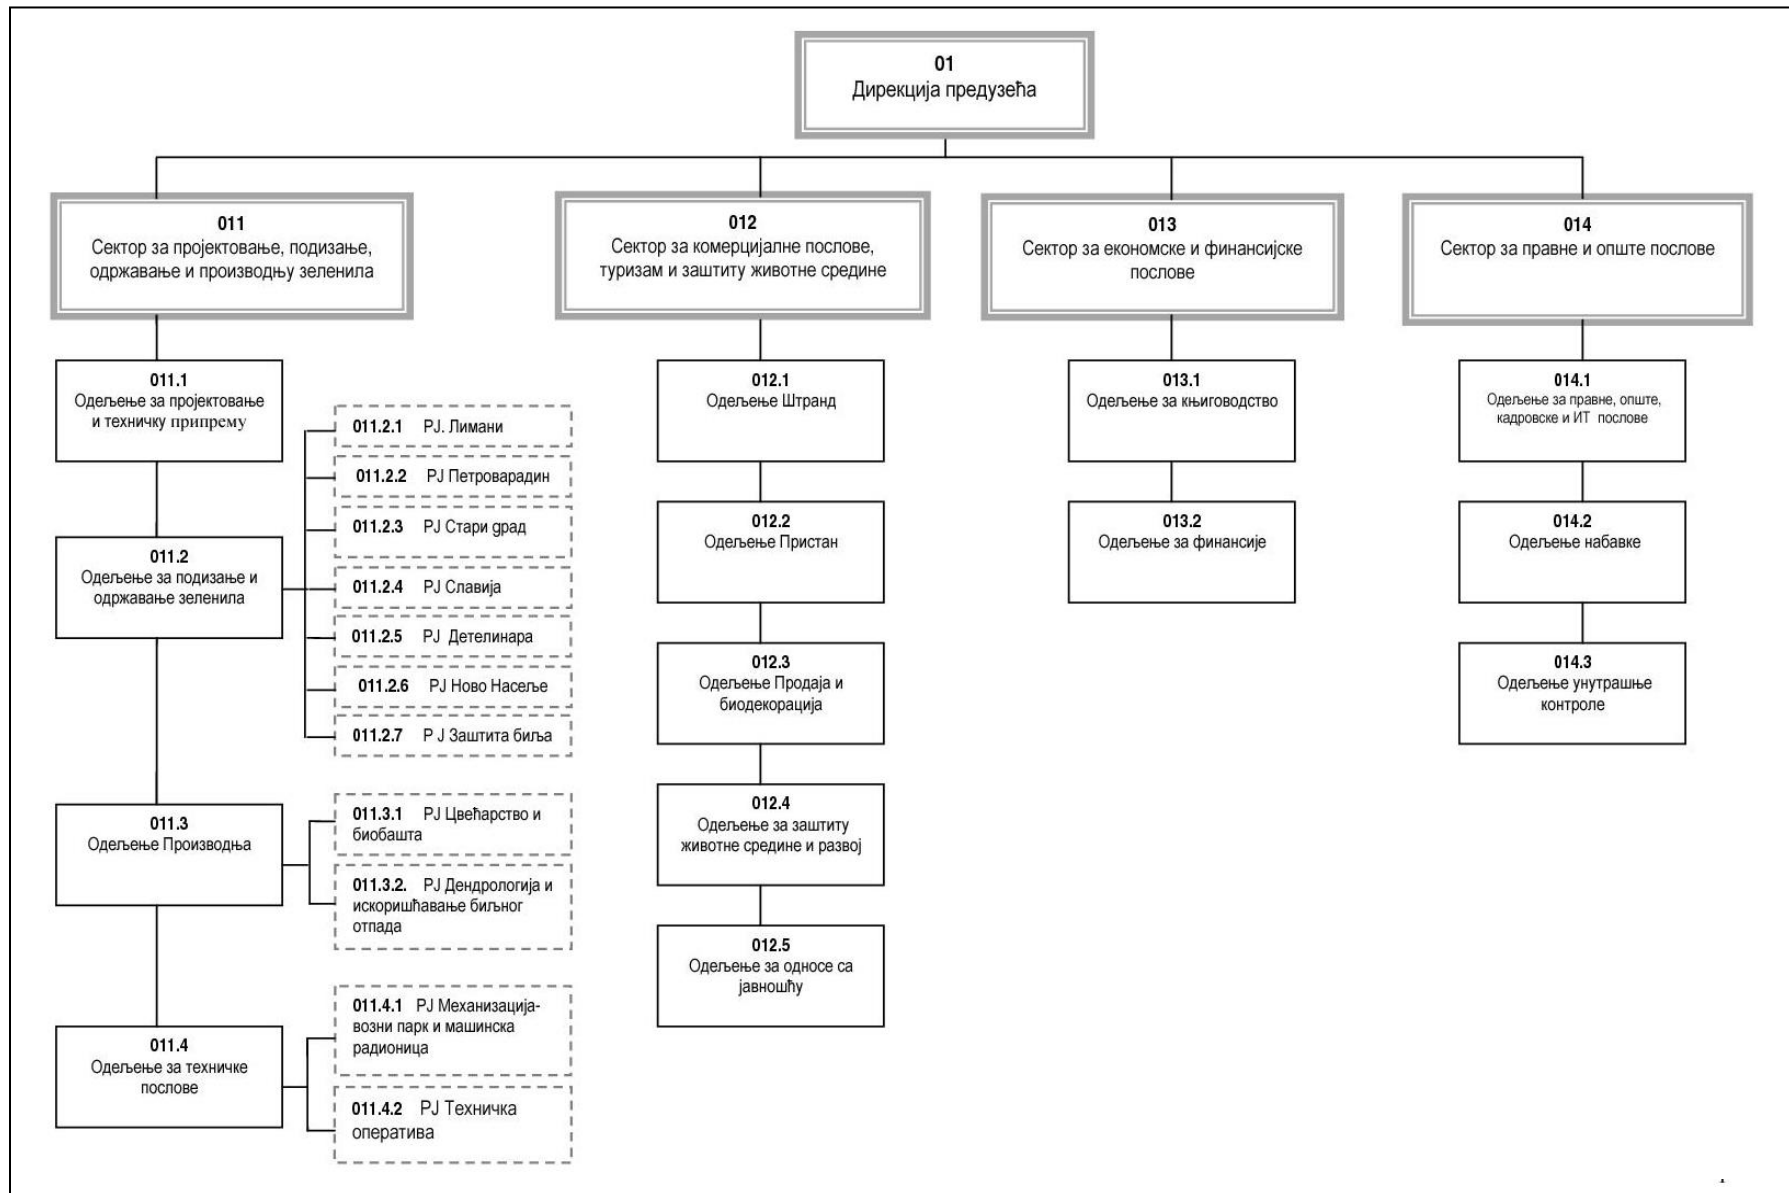 01
Дирекција предузећа
011
Сектор за пројектовање, подизање,
одржавање и производњу зеленила
012
Сектор за комерцијалне послове,
туризам и заштиту животне средине
013
Сектор за економске и финансијске
послове
014
Сектор за правне и опште послове
011.1
Одељење за пројектовање
и техничку припрему
011.2
Одељење за подизање и
одржавање зеленила
011.2.1 РЈ. Лимани
011.2.2 РЈ Петроварадин
011.2.3 РЈ Стари град
011.2.4 РЈ Славија
011.2.5 РЈ Детелинара
011.2.6 РЈ Ново Насеље
011.2.7 Р Ј Заштита биља
011.3
Одељење Производња
011.3.1 РЈ Цвећарство и
биобашта
011.3.2. РЈ Дендрологија и
искоришћавање биљног
отпада
011.4
Одељење за техничке
послове
011.4.1 РЈ Механизација-
возни парк и машинска
радионица
011.4.2 РЈ Техничка
оператива
012.1
Одељење Штранд
012.2
Одељење Пристан
012.3
Одељење Продаја и
биодекорација
012.4
Одељење за заштиту
животне средине и развој
012.5
Одељење за односе са
јавношћу
013.1
Одељење за књиговодство
013.2
Одељење за финансије
014.1
Одељење за правне, опште,
кадровске и ИТ послове
014.2
Одељење набавке
014.3
Одељење унутрашње
контроле